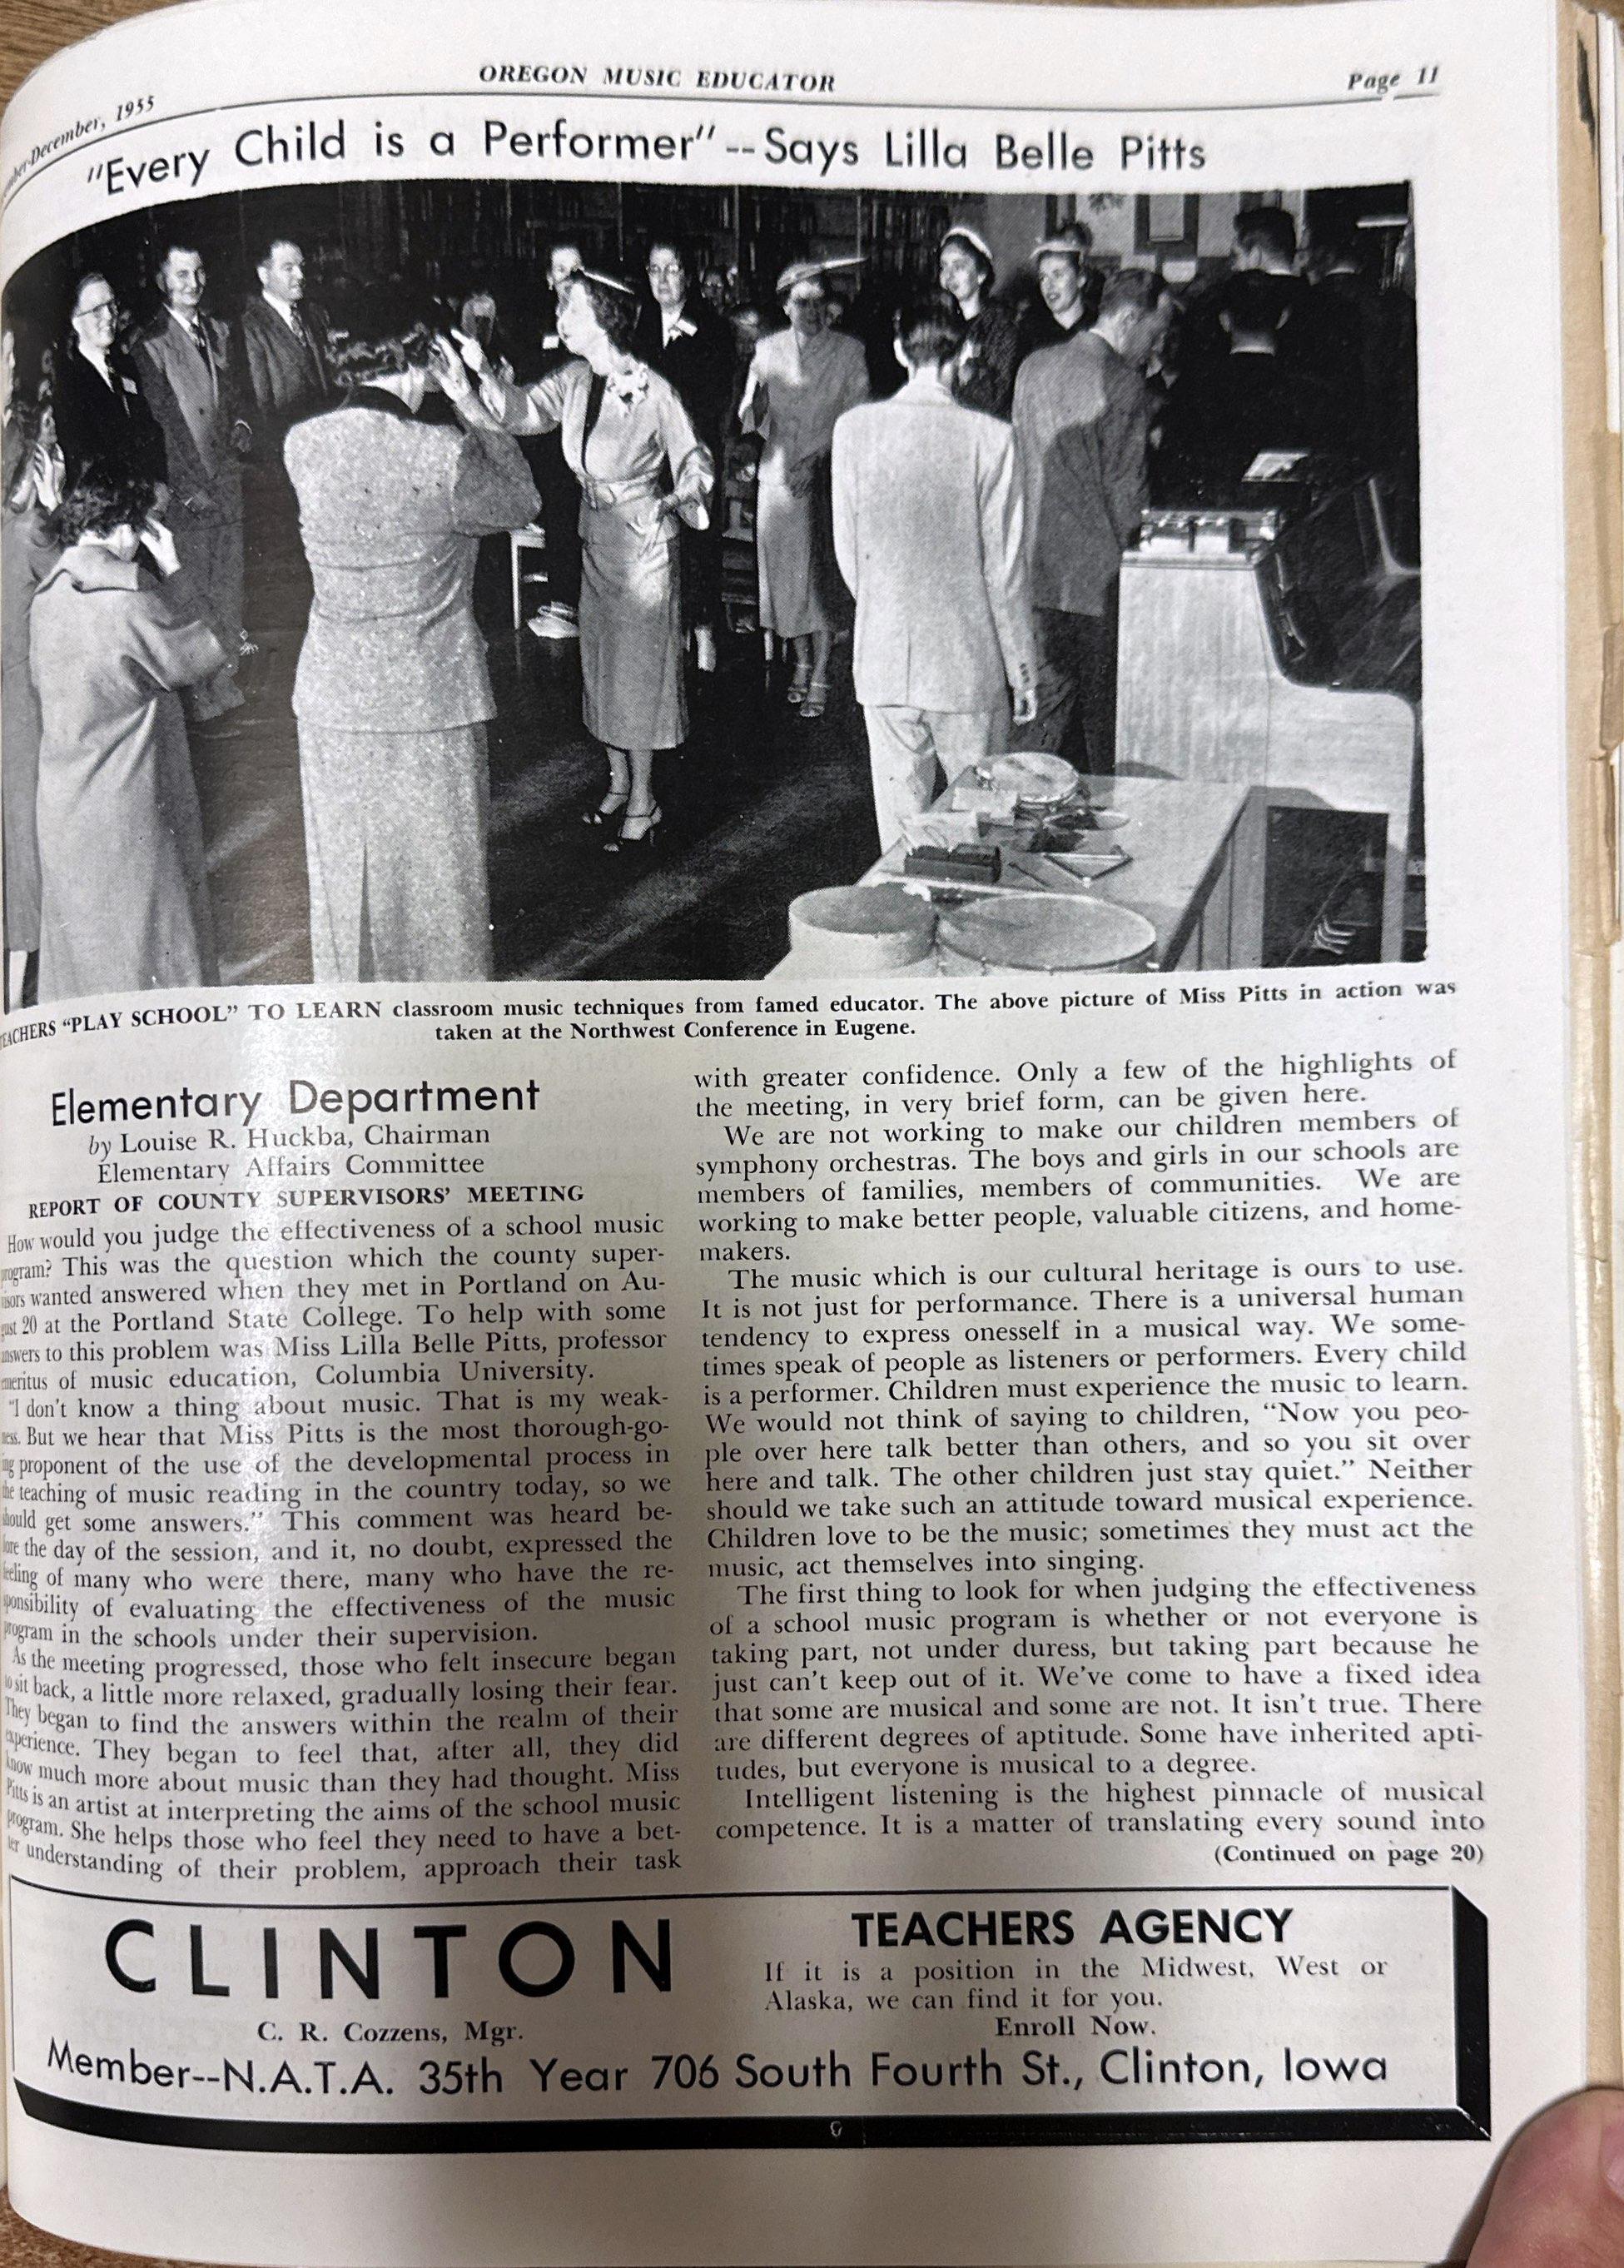 OREGON MUSIC EDUCATOR
Page 11
December, 1955
"Every Child is a Performer" -- Says Lilla Belle Pitts
TEACHERS "PLAY SCHOOL" TO LEARN classroom music techniques from famed educator. The above picture of Miss Pitts in action was
taken at the Northwest Conference in Eugene.
Elementary Department
by Louise R. Huckba, Chairman
Elementary Affairs Committee
REPORT OF COUNTY SUPERVISORS' MEETING
How would you judge the effectiveness of a school music
program? This was the question which the county super-
visors wanted answered when they met in Portland on Au-
gust 20 at the Portland State College. To help with some
answers to this problem was Miss Lilla Belle Pitts, professor
emeritus of music education, Columbia University.
"I don't know a thing about music. That is my weak-
ness. But we hear that Miss Pitts is the most thorough-go-
ing proponent of the use of the developmental process in
the teaching of music reading in the country today, so we
should get some answers." This comment was heard be-
fore the day of the session, and it, no doubt, expressed the
feeling of many who were there, many who have the re-
sponsibility of evaluating the effectiveness of the music
program in the schools under their supervision.
As the meeting progressed, those who felt insecure began
to sit back, a little more relaxed, gradually losing their fear.
They began to find the answers within the realm of their
experience. They began to feel that, after all, they did
know much more about music than they had thought. Miss
Pitts is an artist at interpreting the aims of the school music
program. She helps those who feel they need to have a bet-
ter understanding of their problem, approach their task
with greater confidence. Only a few of the highlights of
the meeting, in very brief form, can be given here.
We are not working to make our children members of
symphony orchestras. The boys and girls in our schools are
members of families, members of communities. We are
working to make better people, valuable citizens, and home-
makers.
The music which is our cultural heritage is ours to use.
It is not just for performance. There is a universal human
tendency to express onesself in a musical way. We some-
times speak of people as listeners or performers. Every child
is a performer. Children must experience the music to learn.
We would not think of saying to children, "Now you peo-
ple over here talk better than others, and so you sit over
here and talk. The other children just stay quiet." Neither
should we take such an attitude toward musical experience.
Children love to be the music; sometimes they must act the
music, act themselves into singing.
The first thing to look for when judging the effectiveness
of a school music program is whether or not everyone is
taking part, not under duress, but taking part because he
just can't keep out of it. We've come to have a fixed idea
that some are musical and some are not. It isn't true. There
are different degrees of aptitude. Some have inherited apti-
tudes, but everyone is musical to a degree.
Intelligent listening is the highest pinnacle of musical
competence. It is a matter of translating every sound into
(Continued on page 20)
CLINTON
C. R. Cozzens, Mgr.
TEACHERS AGENCY
If it is a position in the Midwest, West or
Alaska, we can find it for you.
Enroll Now.
Member--N.A.T.A. 35th Year 706 South Fourth St., Clinton, Iowa